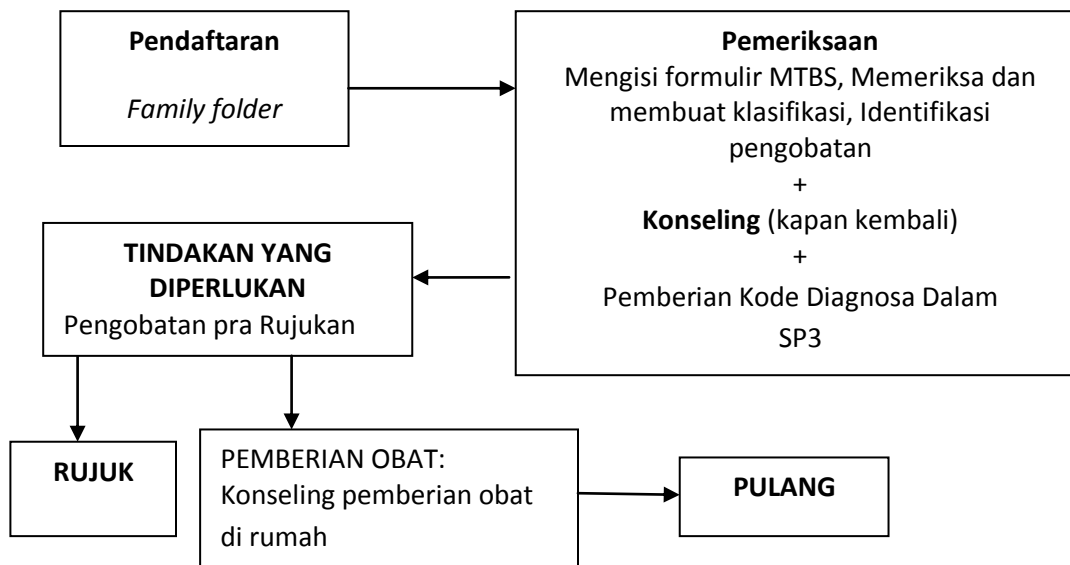 Pendaftaran
Family folder
Pemeriksaan
Mengisi formulir MTBS, Memeriksa dan
membuat klasifikasi, Identifikasi
pengobatan
+
Konseling (kapan kembali)
+
Pemberian Kode Diagnosa Dalam
SP3
TINDAKAN YANG
DIPERLUKAN
Pengobatan pra Rujukan
RUJUK
PEMBERIAN OBAT:
Konseling pemberian obat
di rumah
PULANG